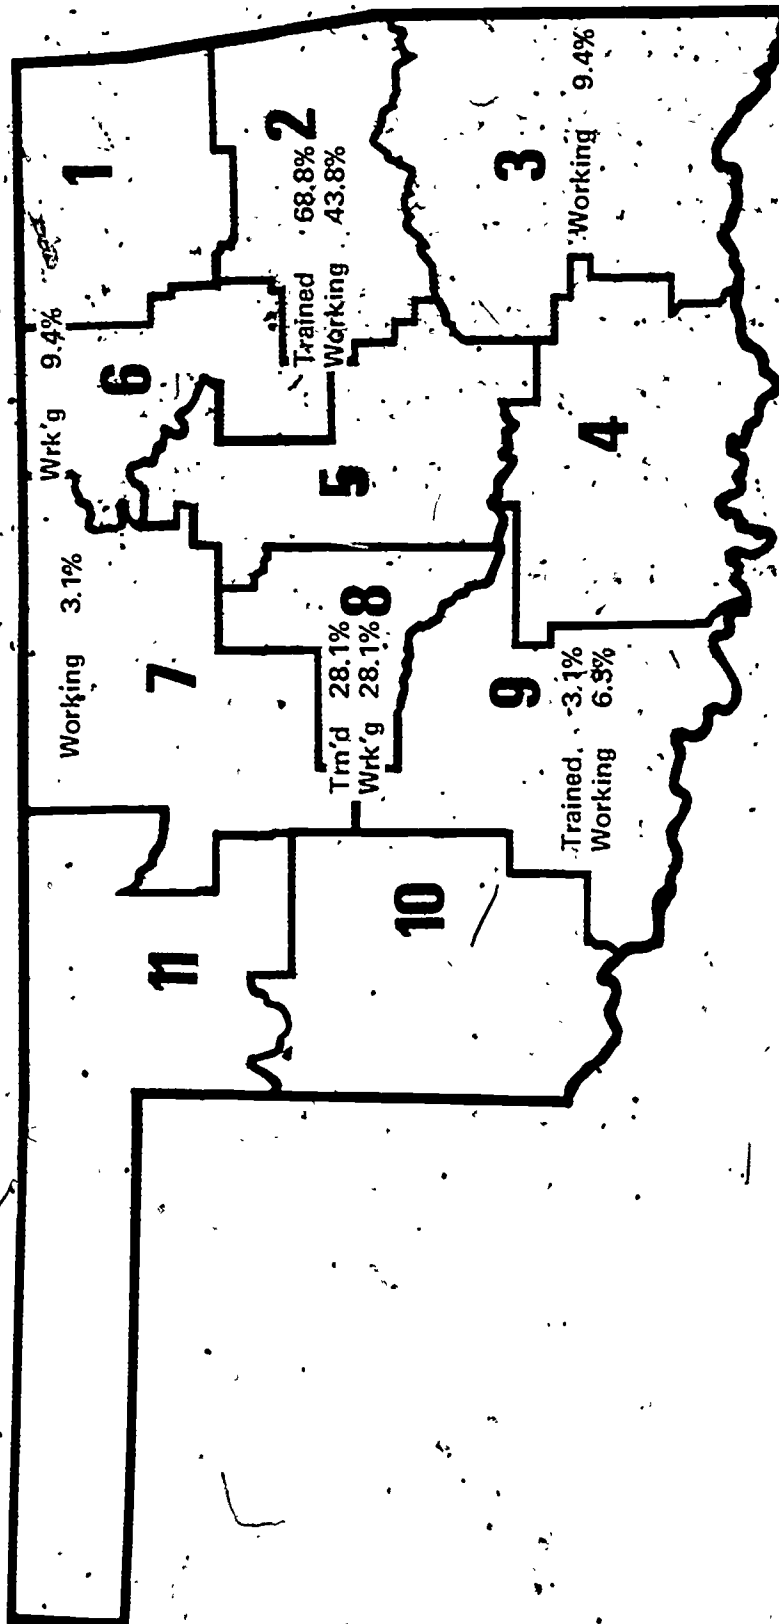 1
Wrk'g 9.4%
6
2
Trained 68.8%
Working 43.8%
3
Working 9.4%
Working 3.1%
7
5
4
8
Trn'd 28.1%
Wrk'g 28.1%
9
Trained 3.1%
Working 6.3%
11
10